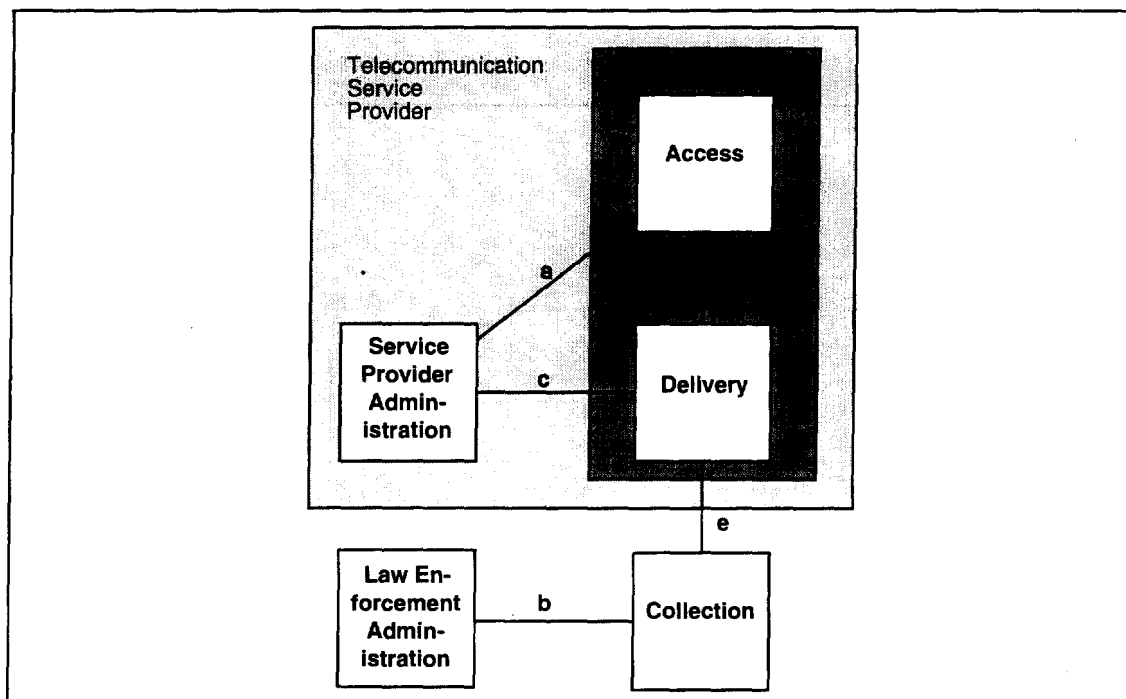 Telecommunication
Service
Provider
Access
a
Service
Provider
Admin-
istration
c
Delivery
e
Law En-
forcement
Admin-
istration
b
Collection